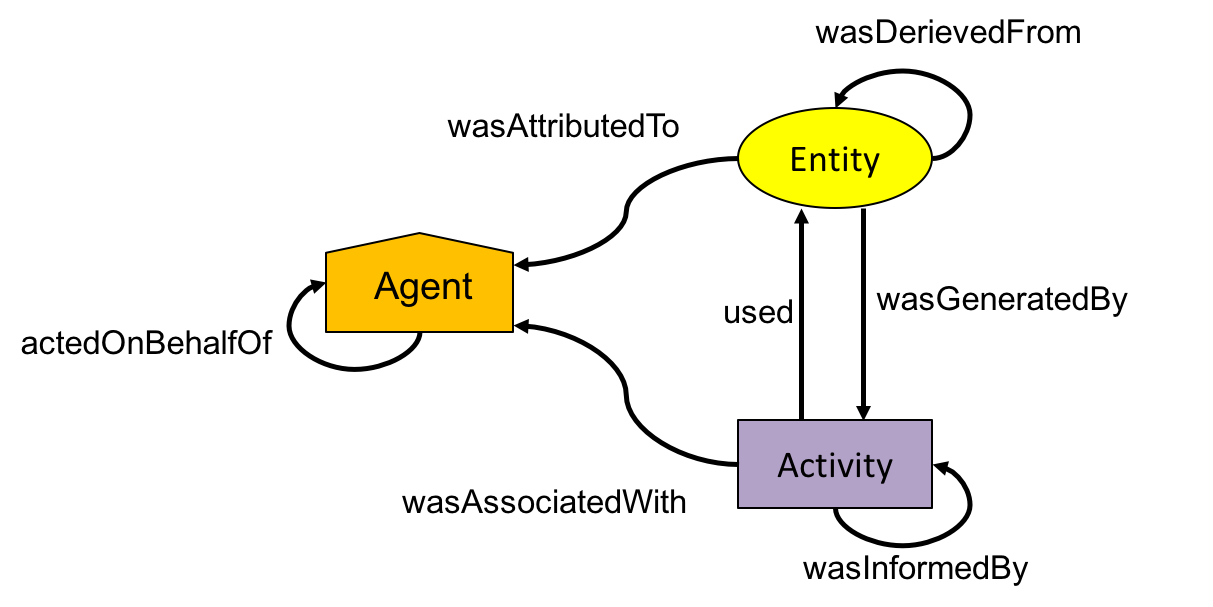 wasDerievedFrom
wasAttributedTo
Entity
Agent
used
wasGeneratedBy
actedOnBehalfOf
Activity
wasAssociatedWith
wasInformedBy